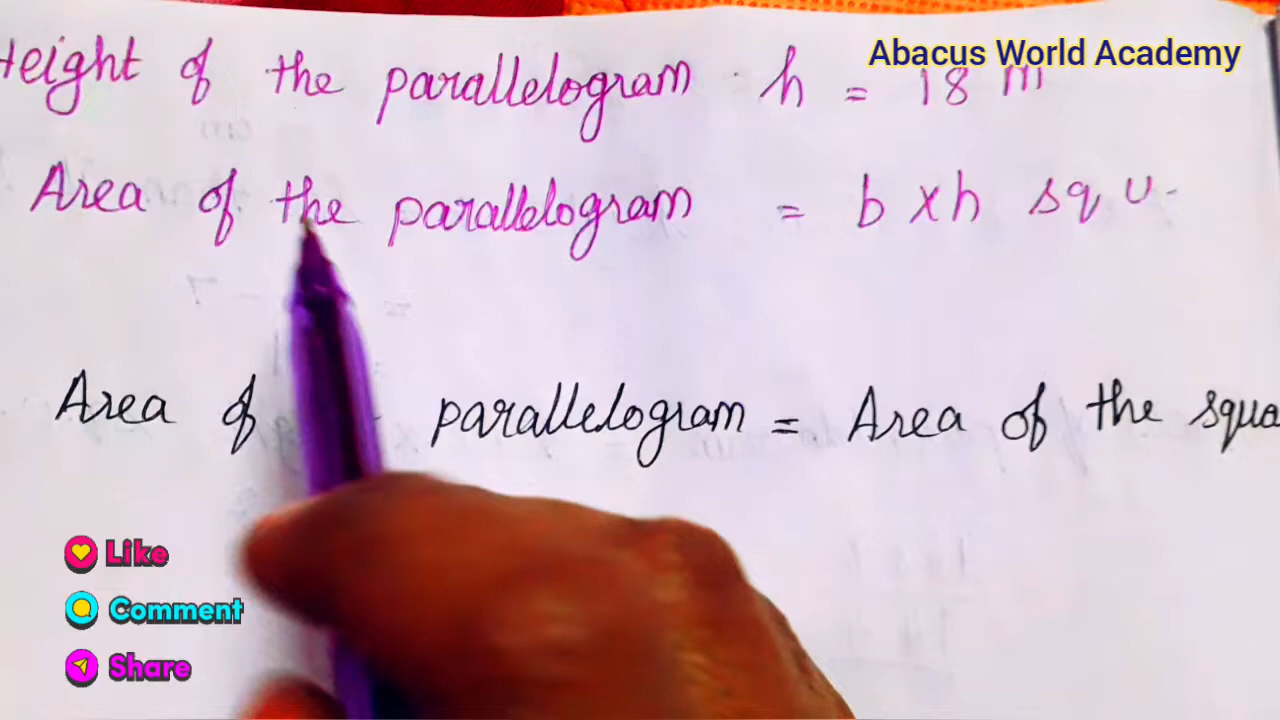 Abacus World Academy
Height of the parallelogram h = 18 m
Area of the parallelogram = b x h sq u.
Area of parallelogram = Area of the squa
Like
Comment
Share